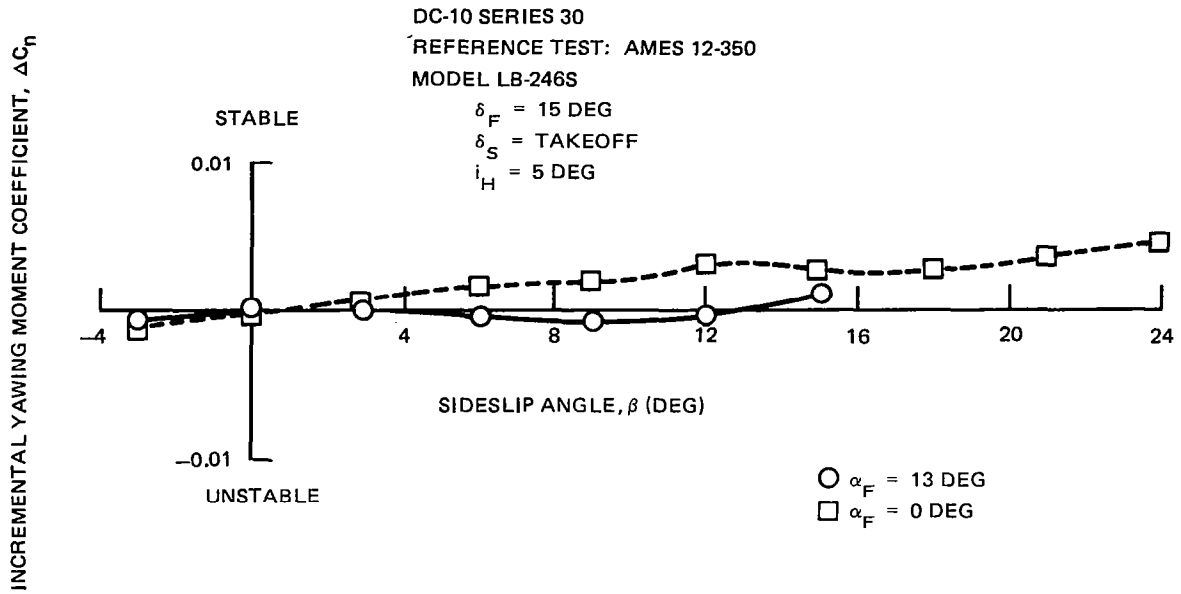 DC-10 SERIES 30
REFERENCE TEST: AMES 12-350
MODEL LB-246S
δF = 15 DEG
δS = TAKEOFF
iH = 5 DEG
INCREMENTAL YAWING MOMENT COEFFICIENT, ΔCn
STABLE
0.01
−4 4 8 12 16 20 24
SIDESLIP ANGLE, β (DEG)
−0.01
UNSTABLE
αF = 13 DEG
αF = 0 DEG